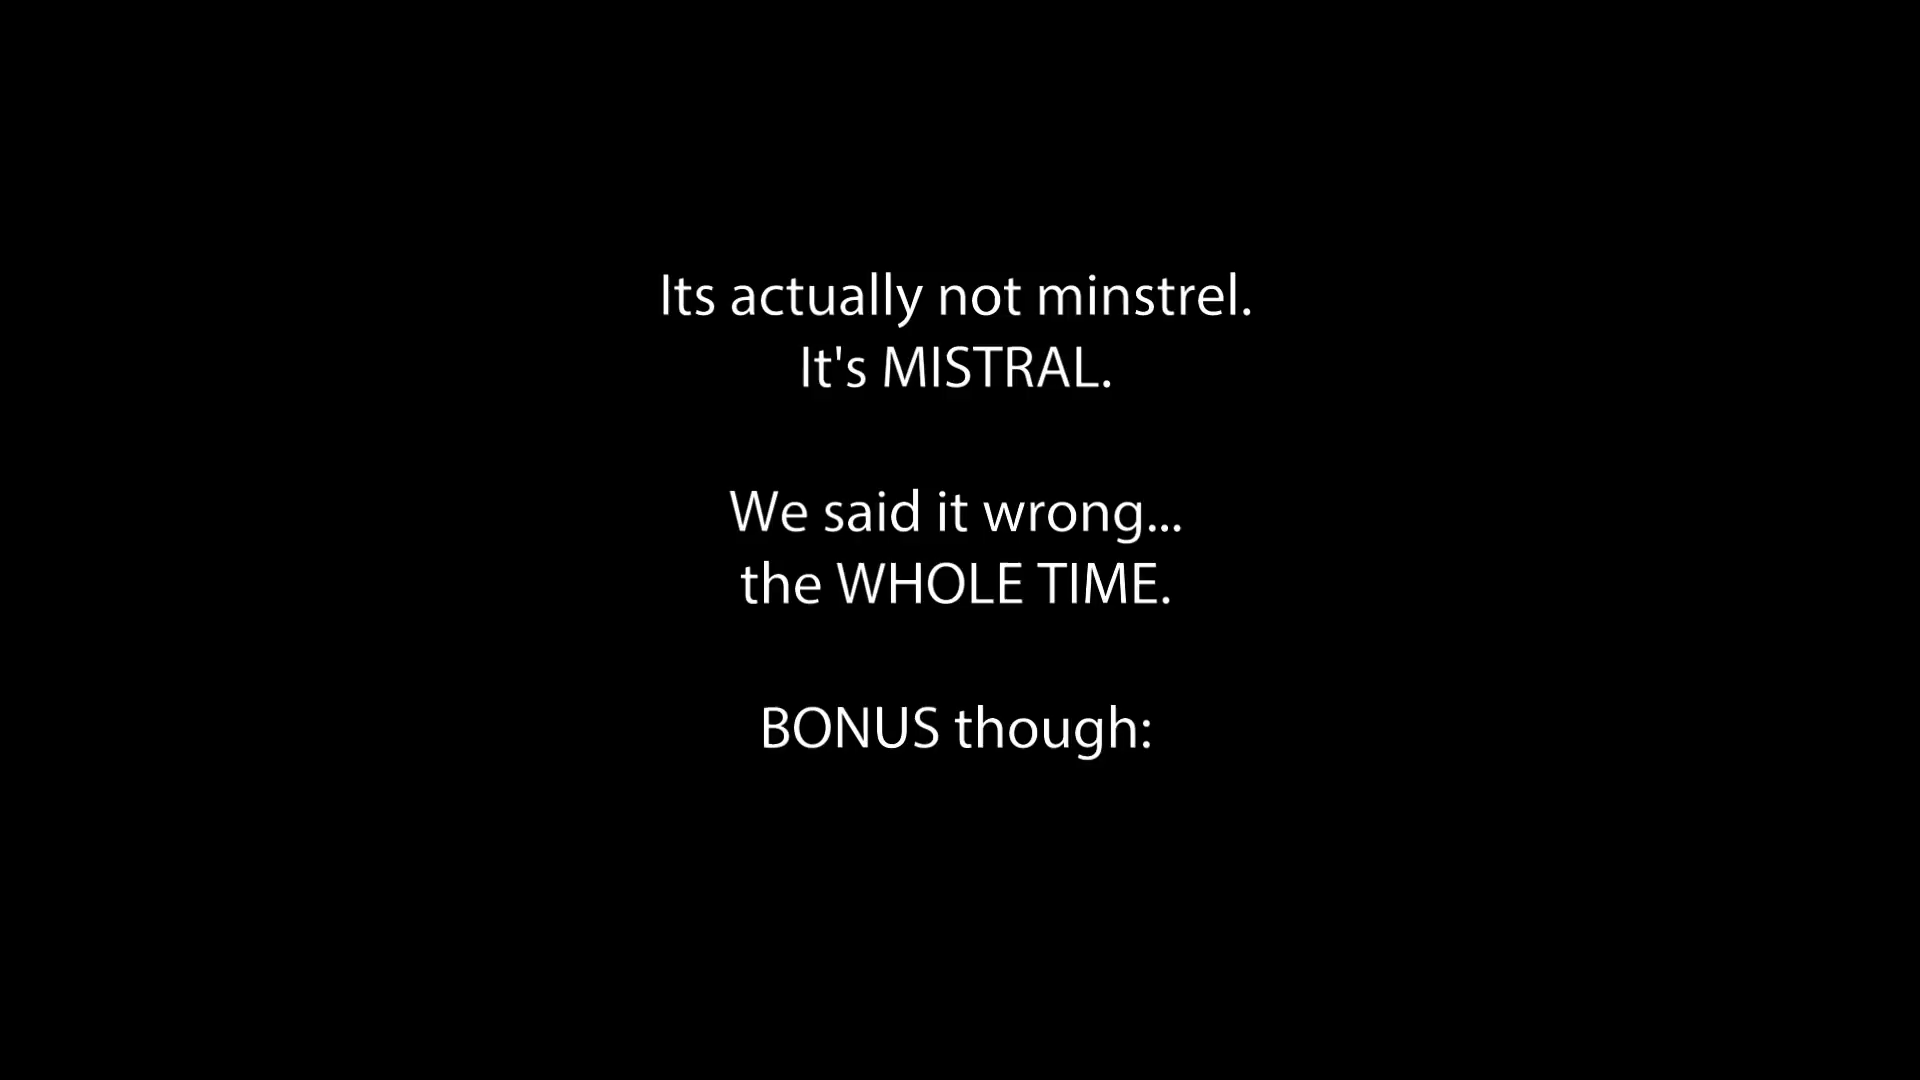 Its actually not minstrel.
It's MISTRAL.
We said it wrong...
the WHOLE TIME.
BONUS though: